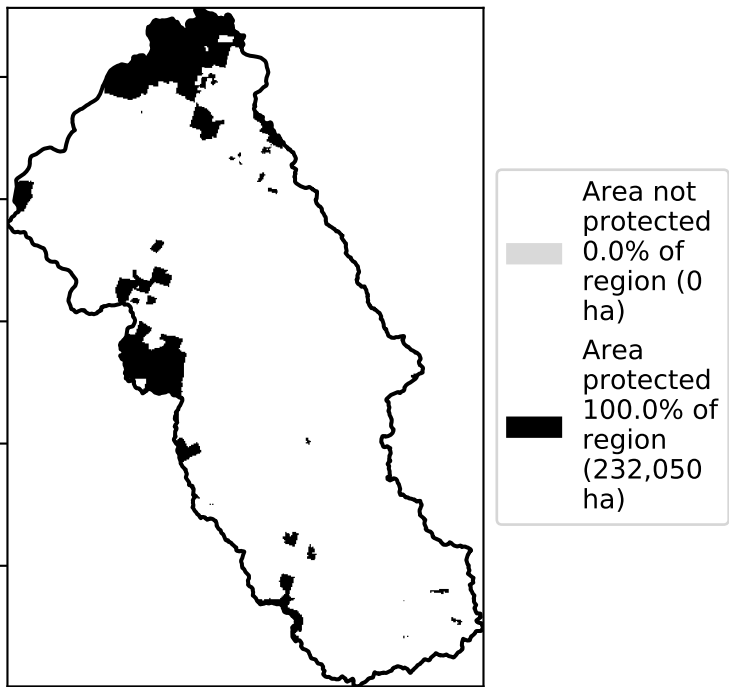 Area not
protected
0.0% of
region (0
ha)
Area
protected
100.0% of
region
(232,050
ha)